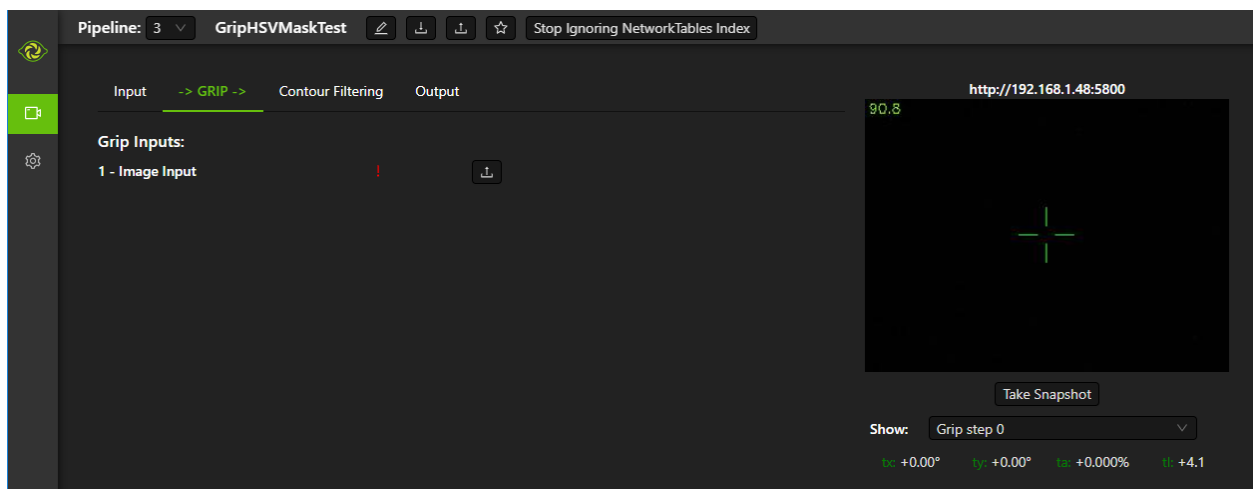 Pipeline: 3 GripHSVMaskTest Stop Ignoring NetworkTables Index
Input -> GRIP -> Contour Filtering Output
Grip Inputs:
1 - Image Input !
http://192.168.1.48:5800
90.8
Take Snapshot
Show: Grip step 0
tx: +0.00° ty: +0.00° ta: +0.000% tl: +4.1